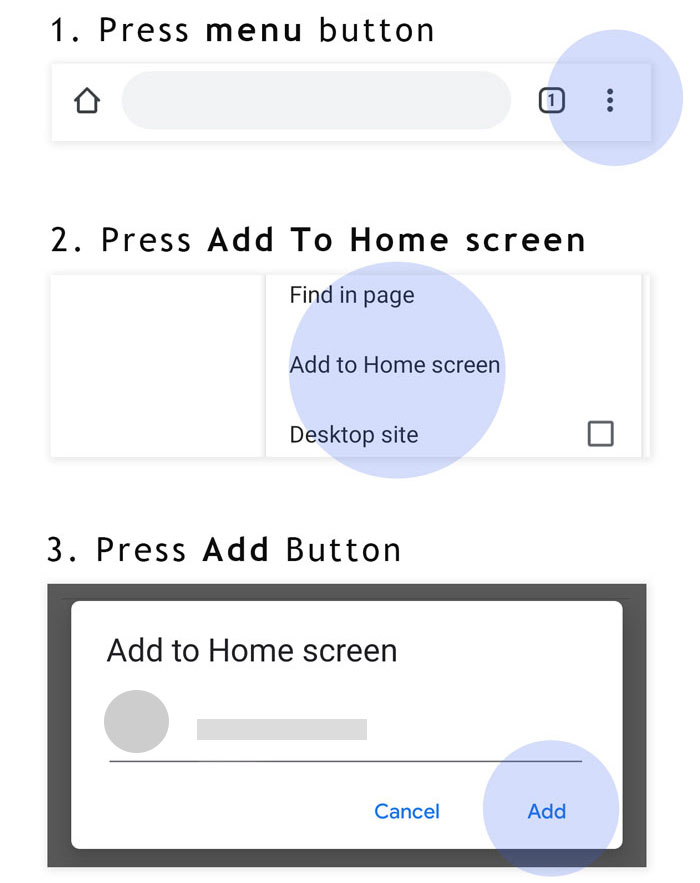 1. Press menu button
1
2. Press Add To Home screen
Find in page
Add to Home screen
Desktop site
3. Press Add Button
Add to Home screen
Cancel Add